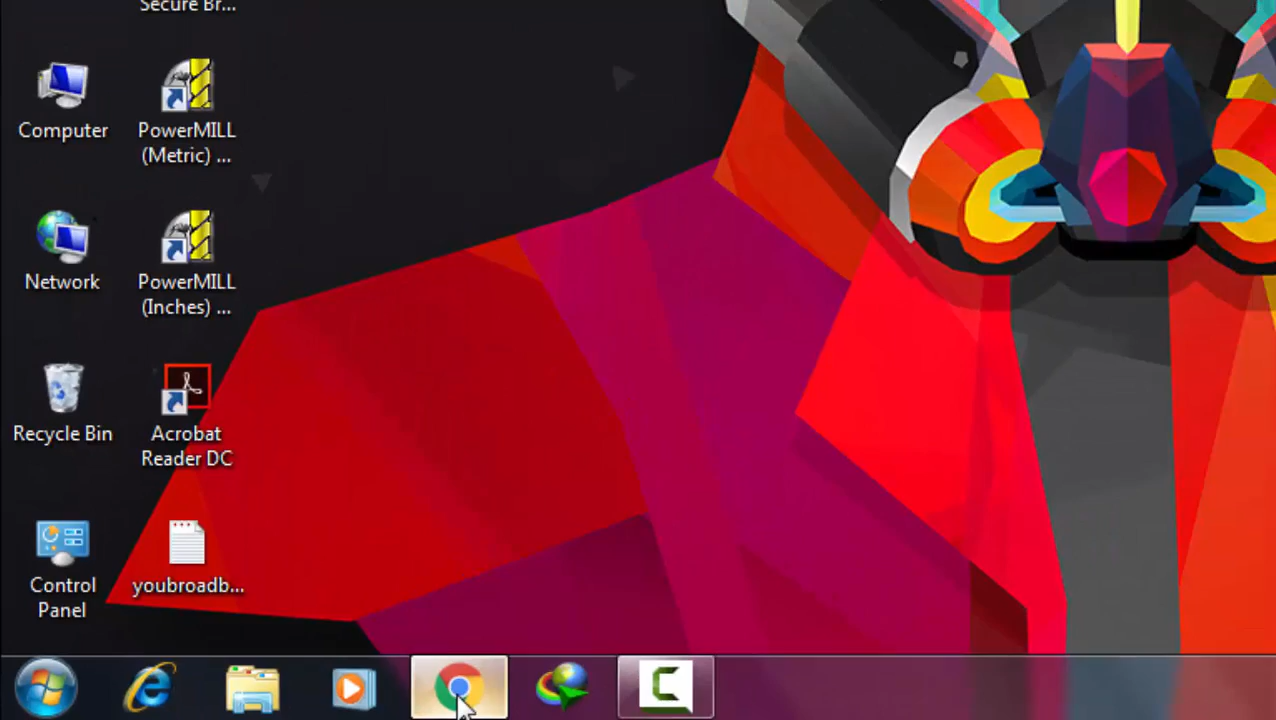 Secure Br...
Computer
PowerMILL
(Metric) ...
Network
PowerMILL
(Inches) ...
Recycle Bin
Acrobat
Reader DC
Control
Panel
youbroadb...